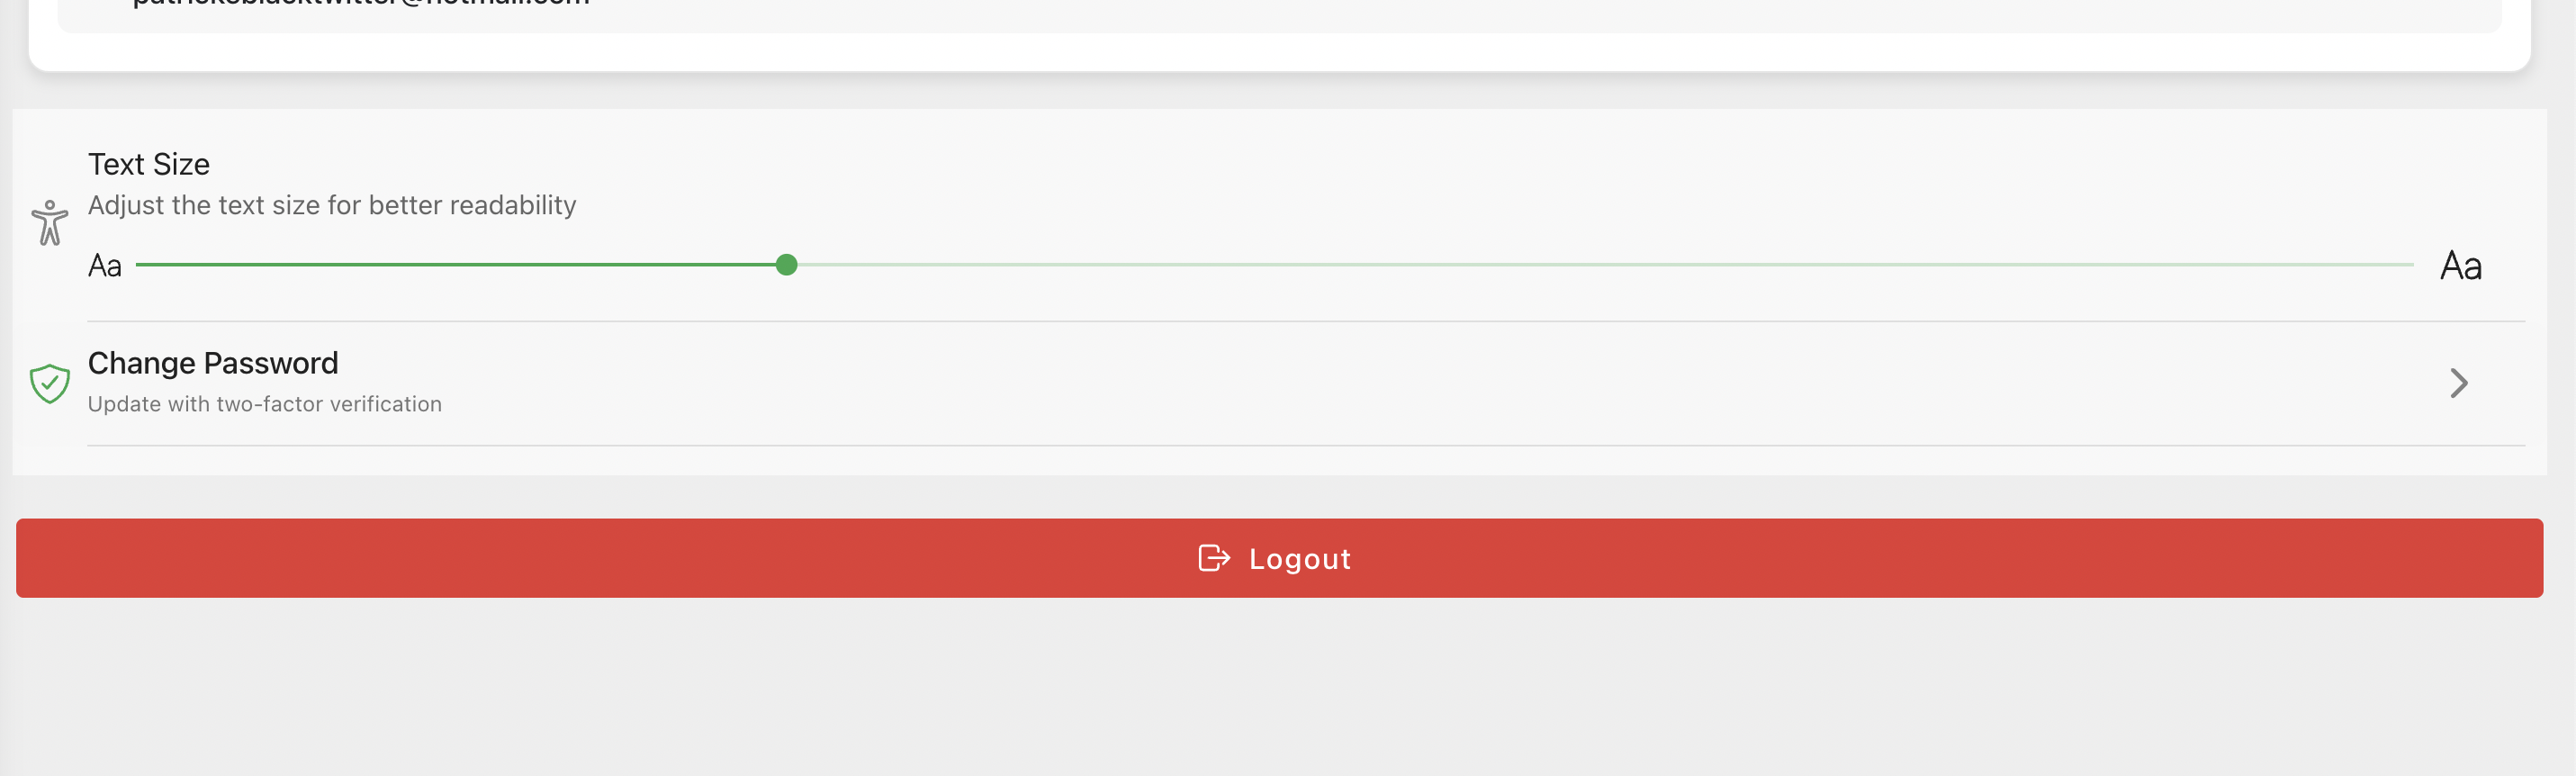 Text Size
Adjust the text size for better readability
Aa
Aa
Change Password
Update with two-factor verification
Logout